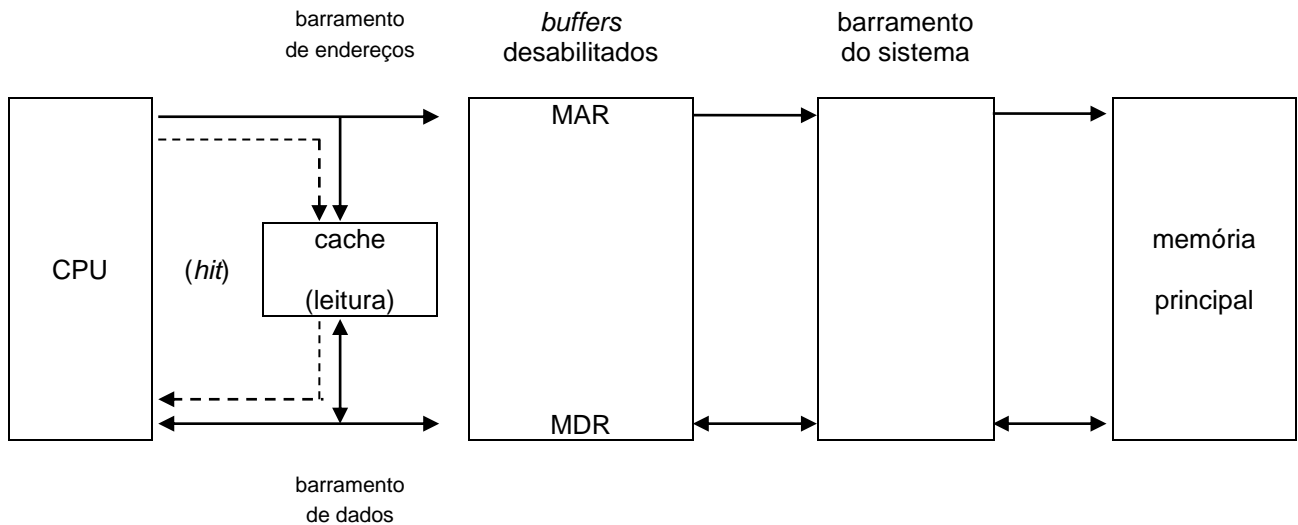 barramento
de endereços
buffers
desabilitados
barramento
do sistema
MAR
CPU
(hit)
cache
(leitura)
memória
principal
MDR
barramento
de dados